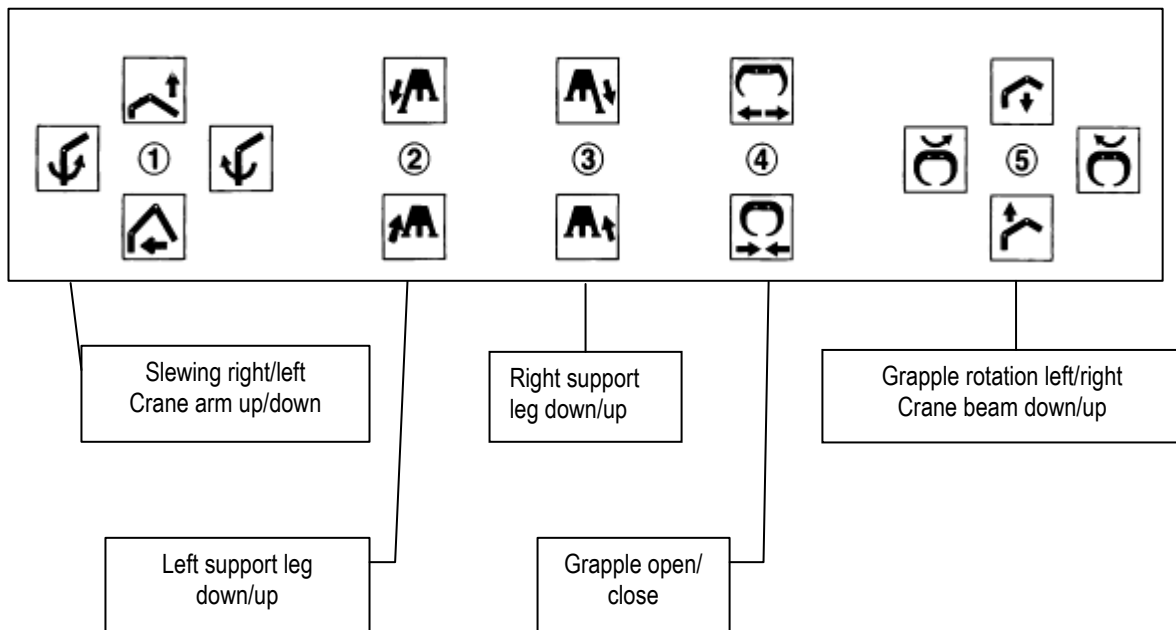 ① ② ③ ④ ⑤
Slewing right/left
Crane arm up/down
Right support
leg down/up
Grapple rotation left/right
Crane beam down/up
Left support leg
down/up
Grapple open/
close